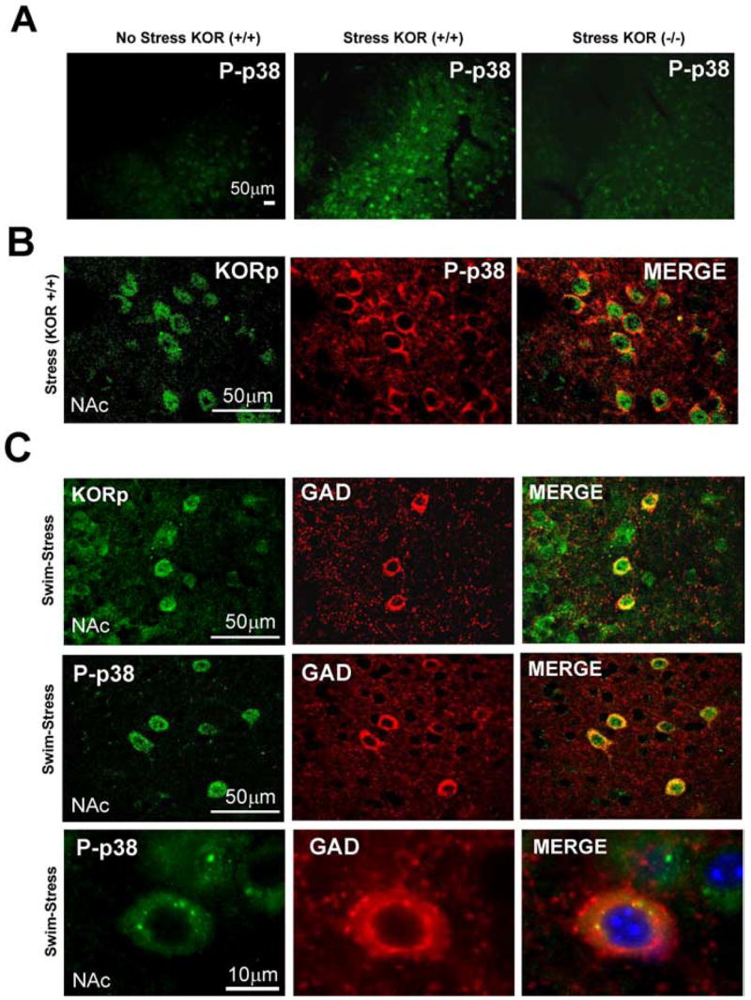 A
No Stress KOR (+/+)
Stress KOR (+/+)
Stress KOR (-/-)
P-p38
P-p38
P-p38
50μm
B
Stress (KOR +/+)
KORp
P-p38
MERGE
NAc
50μm
C
Swim-Stress
KORp
GAD
MERGE
NAc
50μm
Swim-Stress
P-p38
GAD
MERGE
NAc
50μm
Swim-Stress
P-p38
GAD
MERGE
NAc
10μm